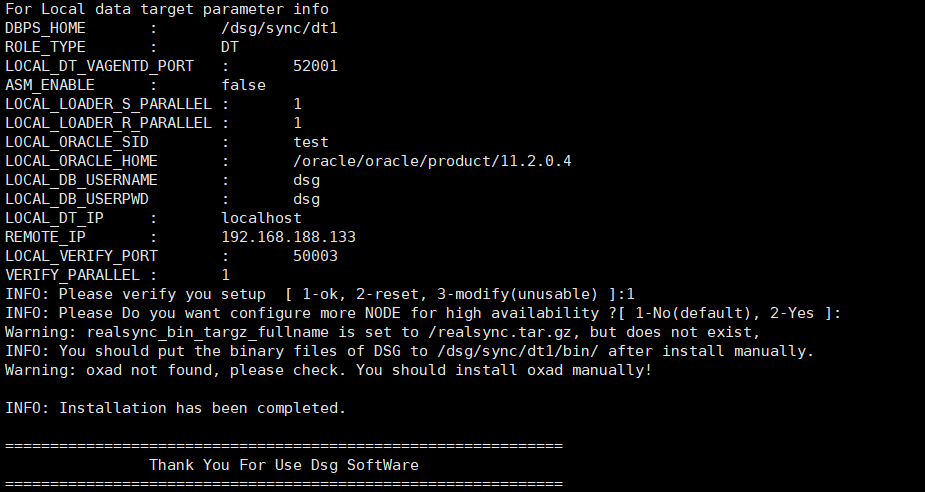 For Local data target parameter info
DBPS_HOME : /dsg/sync/dt1
ROLE_TYPE : DT
LOCAL_DT_VAGENTD_PORT : 52001
ASM_ENABLE : false
LOCAL_LOADER_S_PARALLEL : 1
LOCAL_LOADER_R_PARALLEL : 1
LOCAL_ORACLE_SID : test
LOCAL_ORACLE_HOME : /oracle/oracle/product/11.2.0.4
LOCAL_DB_USERNAME : dsg
LOCAL_DB_USERPWD : dsg
LOCAL_DT_IP : localhost
REMOTE_IP : 192.168.188.133
LOCAL_VERIFY_PORT : 50003
VERIFY_PARALLEL : 1
INFO: Please verify you setup  [ 1-ok, 2-reset, 3-modify(unusable) ]:1
INFO: Please Do you want configure more NODE for high availability ?[ 1-No(default), 2-Yes ]:
Warning: realsync_bin_targz_fullname is set to /realsync.tar.gz, but does not exist,
INFO: You should put the binary files of DSG to /dsg/sync/dt1/bin/ after install manually.
Warning: oxad not found, please check. You should install oxad manually!
INFO: Installation has been completed.
==============================================================
Thank You For Use Dsg SoftWare
==============================================================